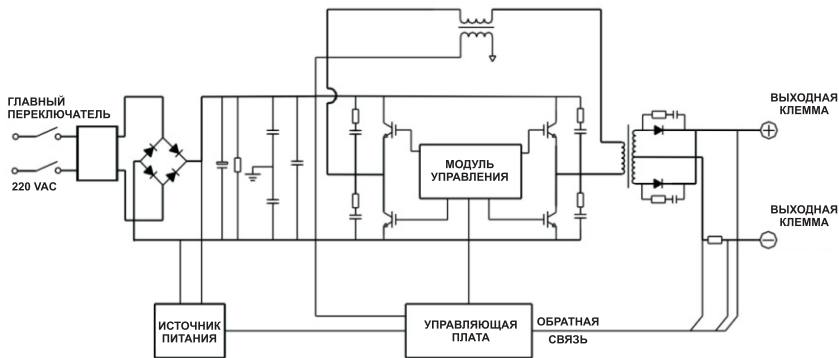 ГЛАВНЫЙ
ПЕРЕКЛЮЧАТЕЛЬ
220 VAC
МОДУЛЬ
УПРАВЛЕНИЯ
ВЫХОДНАЯ
КЛЕММА
ВЫХОДНАЯ
КЛЕММА
ИСТОЧНИК
ПИТАНИЯ
УПРАВЛЯЮЩАЯ
ПЛАТА
ОБРАТНАЯ
СВЯЗЬ